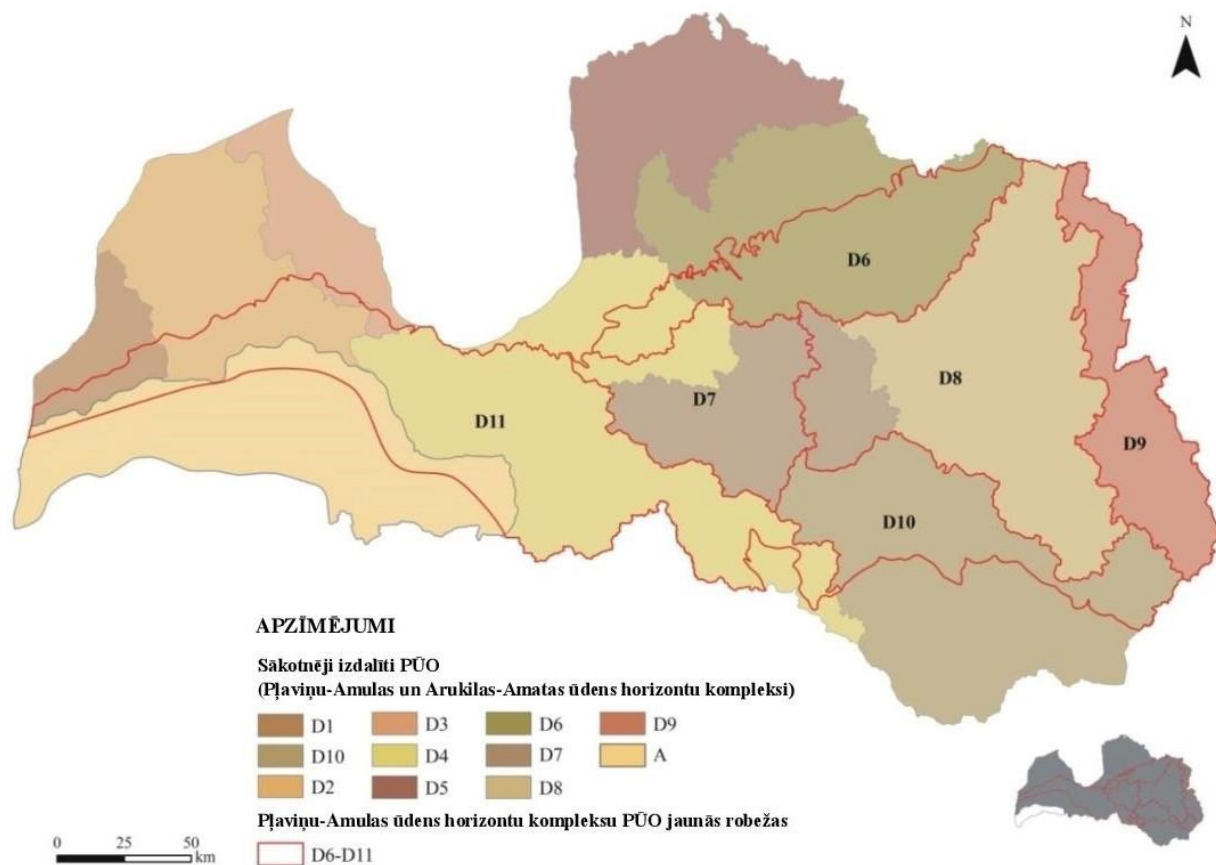 N
D6
D8
D7
D11
D9
D10
APZĪMĒJUMI
Sākotnēji izdalīti PŪO
(Pļaviņu-Amulas un Arukilas-Amatas ūdens horizontu kompleksi)
D1 D3 D6 D9
D10 D4 D7 A
D2 D5 D8
Pļaviņu-Amulas ūdens horizontu kompleksu PŪO jaunās robežas
D6-D11
0 25 50
km